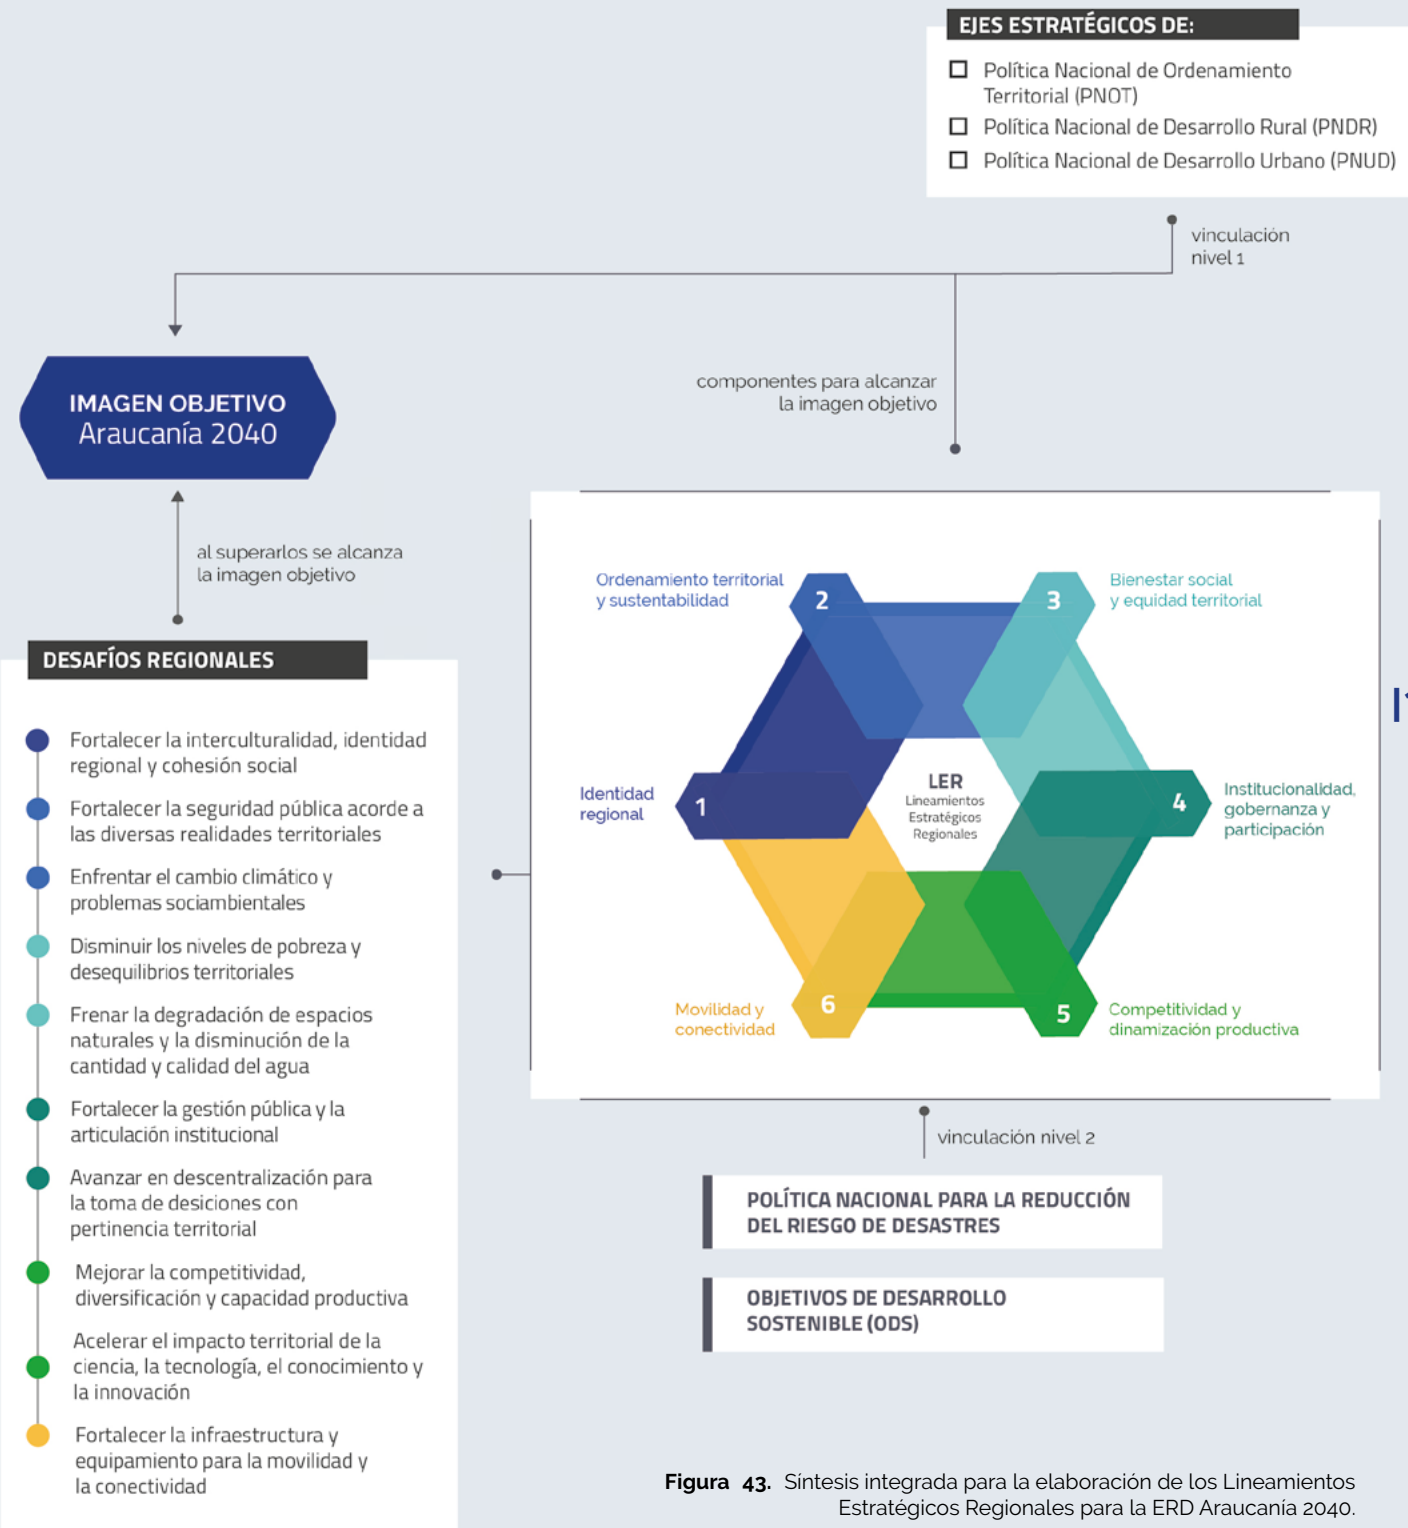 EJES ESTRATÉGICOS DE:
Política Nacional de Ordenamiento
Territorial (PNOT)
Política Nacional de Desarrollo Rural (PNDR)
Política Nacional de Desarrollo Urbano (PNUD)
vinculación
nivel 1
IMAGEN OBJETIVO
Araucanía 2040
componentes para alcanzar
la imagen objetivo
al superarlos se alcanza
la imagen objetivo
DESAFÍOS REGIONALES
Fortalecer la interculturalidad, identidad
regional y cohesión social
Fortalecer la seguridad pública acorde a
las diversas realidades territoriales
Enfrentar el cambio climático y
problemas sociambientales
Disminuir los niveles de pobreza y
desequilibrios territoriales
Frenar la degradación de espacios
naturales y la disminución de la
cantidad y calidad del agua
Fortalecer la gestión pública y la
articulación institucional
Avanzar en descentralización para
la toma de desiciones con
pertinencia territorial
Mejorar la competitividad,
diversificación y capacidad productiva
Acelerar el impacto territorial de la
ciencia, la tecnología, el conocimiento y
la innovación
Fortalecer la infraestructura y
equipamiento para la movilidad y
la conectividad
Ordenamiento territorial
y sustentabilidad
2
3
Bienestar social
y equidad territorial
Identidad
regional
1
LER
Lineamientos
Estratégicos
Regionales
4
Institucionalidad,
gobernanza y
participación
Movilidad y
conectividad
6
5
Competitividad y
dinamización productiva
vinculación nivel 2
POLÍTICA NACIONAL PARA LA REDUCCIÓN
DEL RIESGO DE DESASTRES
OBJETIVOS DE DESARROLLO
SOSTENIBLE (ODS)
Figura 43. Síntesis integrada para la elaboración de los Lineamientos
Estratégicos Regionales para la ERD Araucanía 2040.